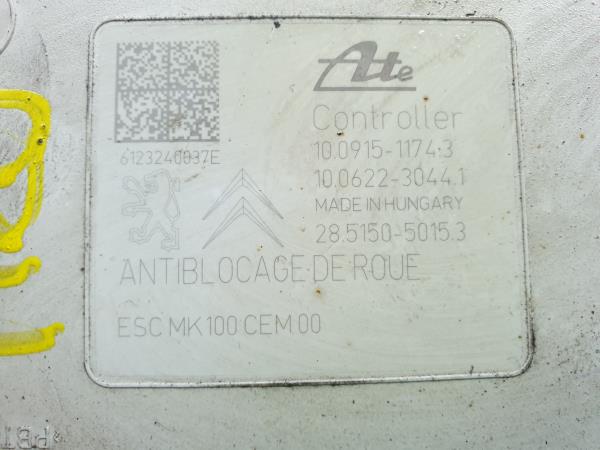 Ate
Controller
10.0915-1174.3
10.0622-3044.1
MADE IN HUNGARY
28.5150-5015.3
6123240037E
ANTIBLOCAGE DE ROUE
ESC MK100 CEM 00
PBT